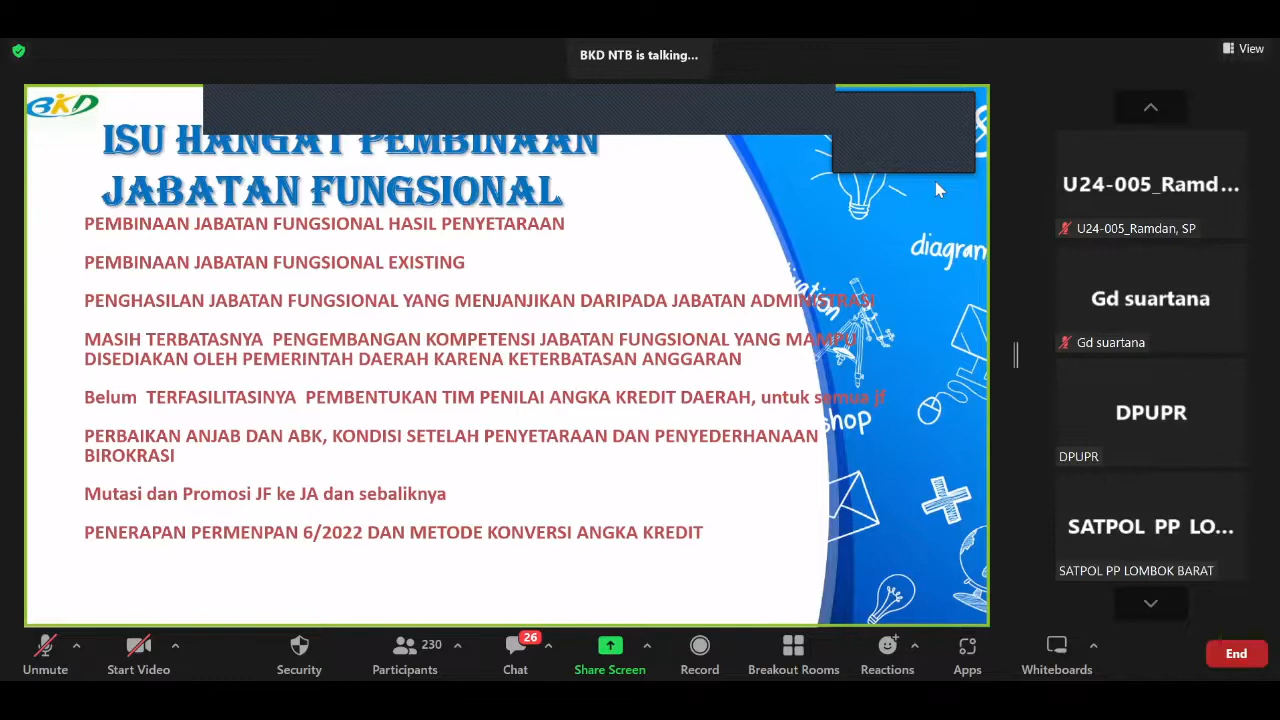 BKD NTB is talking...
View
BKD
ISU HANGAT PEMBINAAN
JABATAN FUNGSIONAL
PEMBINAAN JABATAN FUNGSIONAL HASIL PENYETARAAN
PEMBINAAN JABATAN FUNGSIONAL EXISTING
PENGHASILAN JABATAN FUNGSIONAL YANG MENJANJIKAN DARIPADA JABATAN ADMINISTRASI
MASIH TERBATASNYA PENGEMBANGAN KOMPETENSI JABATAN FUNGSIONAL YANG MAMPU
DISEDIAKAN OLEH PEMERINTAH DAERAH KARENA KETERBATASAN ANGGARAN
Belum TERFASILITASINYA PEMBENTUKAN TIM PENILAI ANGKA KREDIT DAERAH, untuk semua jf
PERBAIKAN ANJAB DAN ABK, KONDISI SETELAH PENYETARAAN DAN PENYEDERHANAAN
BIROKRASI
Mutasi dan Promosi JF ke JA dan sebaliknya
PENERAPAN PERMENPAN 6/2022 DAN METODE KONVERSI ANGKA KREDIT
diagram
shop
U24-005_Ramd...
U24-005_Ramdan, SP
Gd suartana
Gd suartana
DPUPR
DPUPR
SATPOL PP LO...
SATPOL PP LOMBOK BARAT
Unmute
Start Video
Security
230
Participants
26
Chat
Share Screen
Record
Breakout Rooms
Reactions
Apps
Whiteboards
End